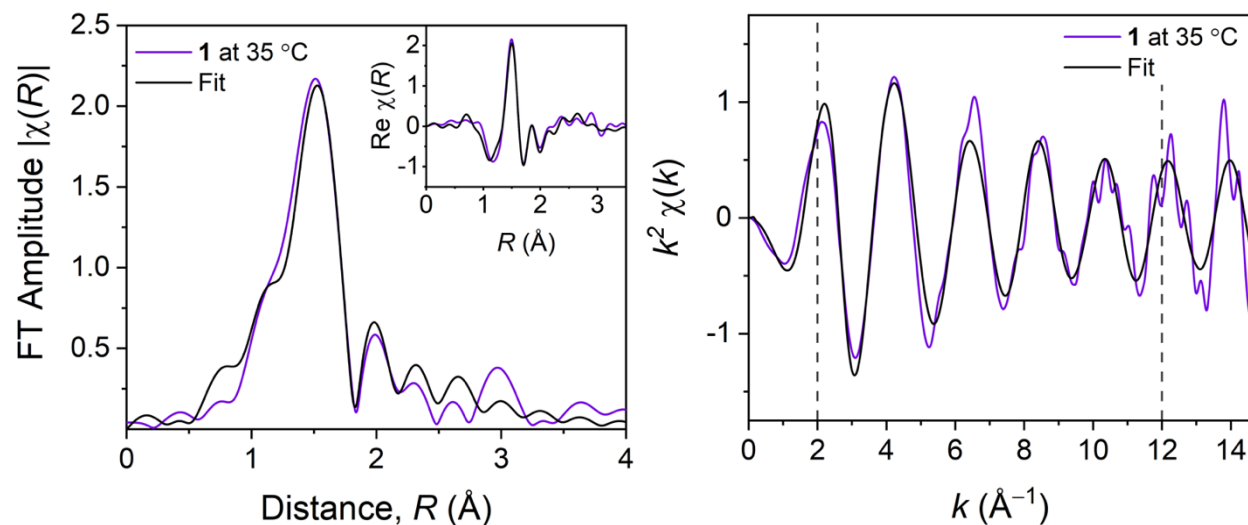 FT Amplitude |χ(R)|
2.5
2.0
1.5
1.0
0.5
0
1
2
3
4
Distance, R (Å)
1 at 35 °C
Fit
Re χ(R)
2
1
0
-1
0
1
2
3
R (Å)
k² χ(k)
1
0
-1
0
2
4
6
8
10
12
14
k (Å⁻¹)
1 at 35 °C
Fit